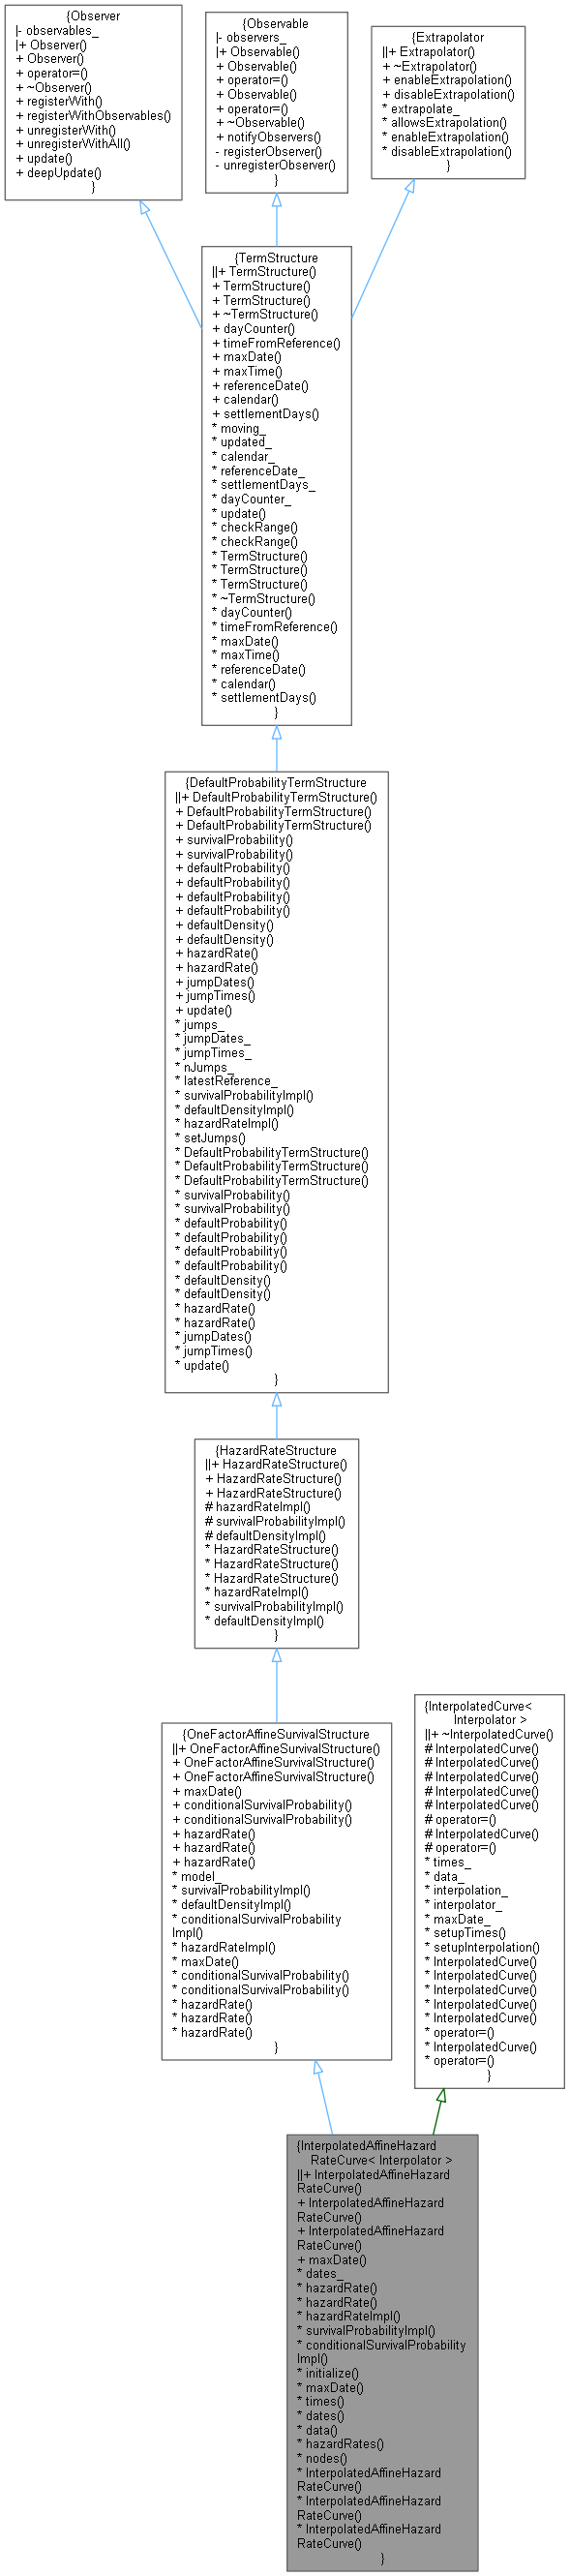 {Observer
|- observables_
|+ Observer()
+ Observer()
+ operator=()
+ ~Observer()
+ registerWith()
+ registerWithObservables()
+ unregisterWith()
+ unregisterWithAll()
+ update()
+ deepUpdate()
}
{Observable
|- observers_
|+ Observable()
+ Observable()
+ operator=()
+ Observable()
+ operator=()
+ ~Observable()
+ notifyObservers()
- registerObserver()
- unregisterObserver()
}
{Extrapolator
||+ Extrapolator()
+ ~Extrapolator()
+ enableExtrapolation()
+ disableExtrapolation()
* extrapolate_
* allowsExtrapolation()
* enableExtrapolation()
* disableExtrapolation()
}
{TermStructure
||+ TermStructure()
+ TermStructure()
+ TermStructure()
+ ~TermStructure()
+ dayCounter()
+ timeFromReference()
+ maxDate()
+ maxTime()
+ referenceDate()
+ calendar()
+ settlementDays()
* moving_
* updated_
* calendar_
* referenceDate_
* settlementDays_
* dayCounter_
* update()
* checkRange()
* checkRange()
* TermStructure()
* TermStructure()
* TermStructure()
* ~TermStructure()
* dayCounter()
* timeFromReference()
* maxDate()
* maxTime()
* referenceDate()
* calendar()
* settlementDays()
}
{DefaultProbabilityTermStructure
||+ DefaultProbabilityTermStructure()
+ DefaultProbabilityTermStructure()
+ DefaultProbabilityTermStructure()
+ survivalProbability()
+ survivalProbability()
+ defaultProbability()
+ defaultProbability()
+ defaultProbability()
+ defaultProbability()
+ defaultDensity()
+ defaultDensity()
+ hazardRate()
+ hazardRate()
+ jumpDates()
+ jumpTimes()
+ update()
* jumps_
* jumpDates_
* jumpTimes_
* nJumps_
* latestReference_
* survivalProbabilityImpl()
* defaultDensityImpl()
* hazardRateImpl()
* setJumps()
* DefaultProbabilityTermStructure()
* DefaultProbabilityTermStructure()
* DefaultProbabilityTermStructure()
* survivalProbability()
* survivalProbability()
* defaultProbability()
* defaultProbability()
* defaultProbability()
* defaultProbability()
* defaultDensity()
* defaultDensity()
* hazardRate()
* hazardRate()
* jumpDates()
* jumpTimes()
* update()
}
{HazardRateStructure
||+ HazardRateStructure()
+ HazardRateStructure()
+ HazardRateStructure()
# hazardRateImpl()
# survivalProbabilityImpl()
# defaultDensityImpl()
* HazardRateStructure()
* HazardRateStructure()
* HazardRateStructure()
* hazardRateImpl()
* survivalProbabilityImpl()
* defaultDensityImpl()
}
{OneFactorAffineSurvivalStructure
||+ OneFactorAffineSurvivalStructure()
+ OneFactorAffineSurvivalStructure()
+ OneFactorAffineSurvivalStructure()
+ maxDate()
+ conditionalSurvivalProbability()
+ conditionalSurvivalProbability()
+ hazardRate()
+ hazardRate()
+ hazardRate()
* model_
* survivalProbabilityImpl()
* defaultDensityImpl()
* conditionalSurvivalProbability
Impl()
* hazardRateImpl()
* maxDate()
* conditionalSurvivalProbability()
* conditionalSurvivalProbability()
* hazardRate()
* hazardRate()
* hazardRate()
}
{InterpolatedCurve<
Interpolator >
||+ ~InterpolatedCurve()
# InterpolatedCurve()
# InterpolatedCurve()
# InterpolatedCurve()
# InterpolatedCurve()
# InterpolatedCurve()
# operator=()
# InterpolatedCurve()
# operator=()
* times_
* data_
* interpolation_
* interpolator_
* maxDate_
* setupTimes()
* setupInterpolation()
* InterpolatedCurve()
* InterpolatedCurve()
* InterpolatedCurve()
* InterpolatedCurve()
* InterpolatedCurve()
* operator=()
* InterpolatedCurve()
* operator=()
}
{InterpolatedAffineHazard
RateCurve< Interpolator >
||+ InterpolatedAffineHazard
RateCurve()
+ InterpolatedAffineHazard
RateCurve()
+ InterpolatedAffineHazard
RateCurve()
+ maxDate()
* dates_
* hazardRate()
* hazardRate()
* hazardRateImpl()
* survivalProbabilityImpl()
* conditionalSurvivalProbability
Impl()
* initialize()
* maxDate()
* times()
* dates()
* data()
* hazardRates()
* nodes()
* InterpolatedAffineHazard
RateCurve()
* InterpolatedAffineHazard
RateCurve()
* InterpolatedAffineHazard
RateCurve()
}